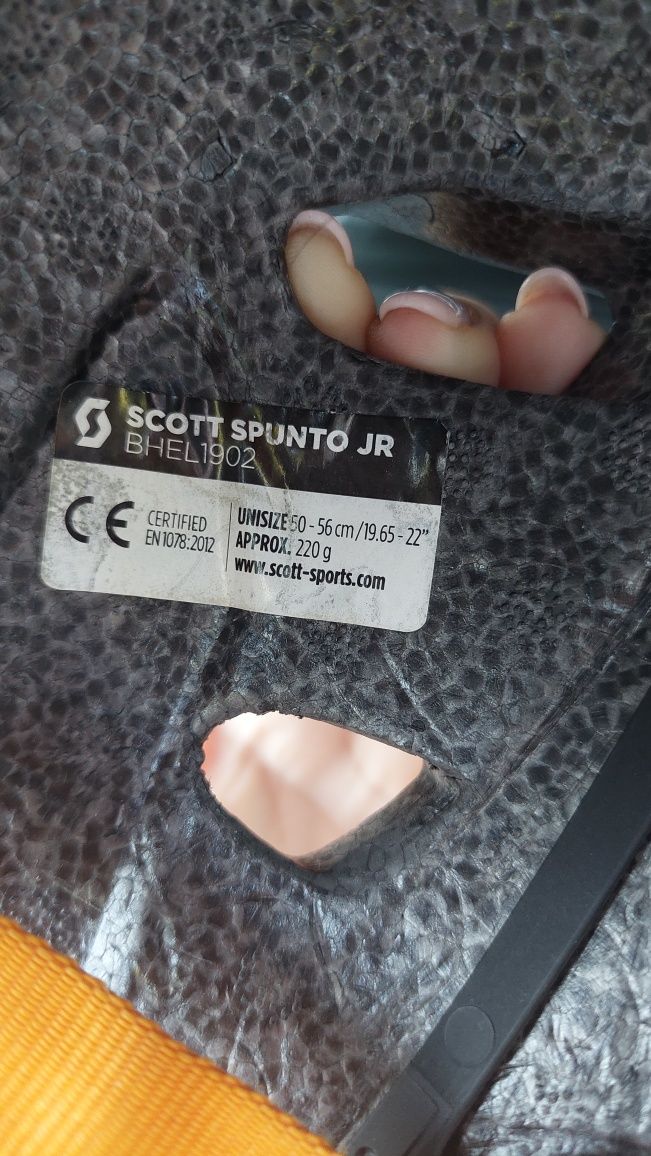 SCOTT SPUNTO JR
BHEL1902
CE CERTIFIED
EN1078:2012
UNISIZE 50 - 56 cm/19.65 - 22”
APPROX. 220 g
www.scott-sports.com